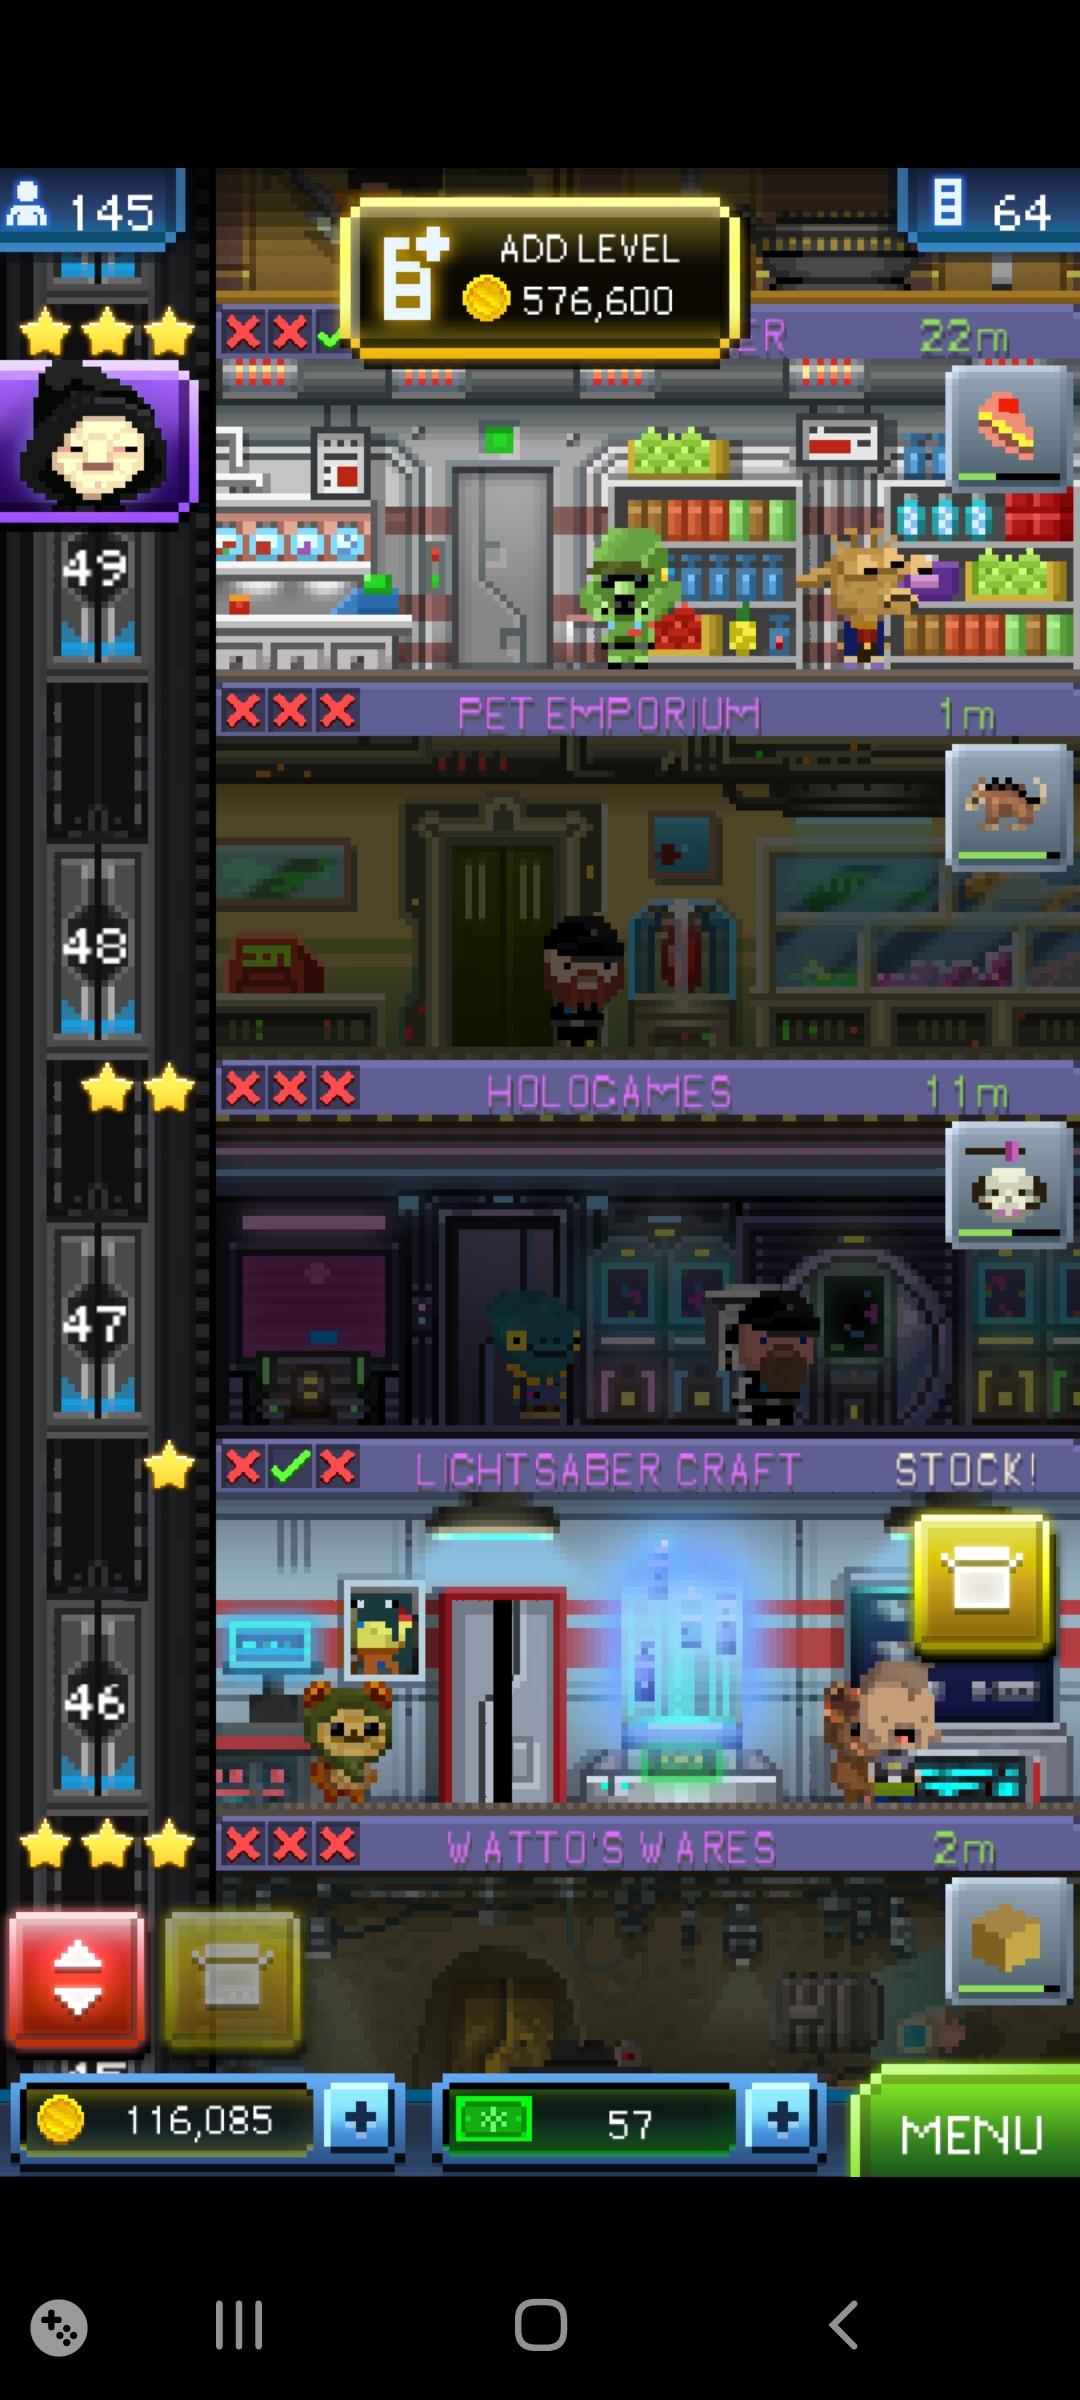 145
ADD LEVEL
576,600
64
22m
49
PET EMPORIUM
1m
48
HOLOGAMES
11m
47
LIGHTSABER CRAFT
STOCK!
46
WATTO'S WARES
2m
116,085
57
MENU